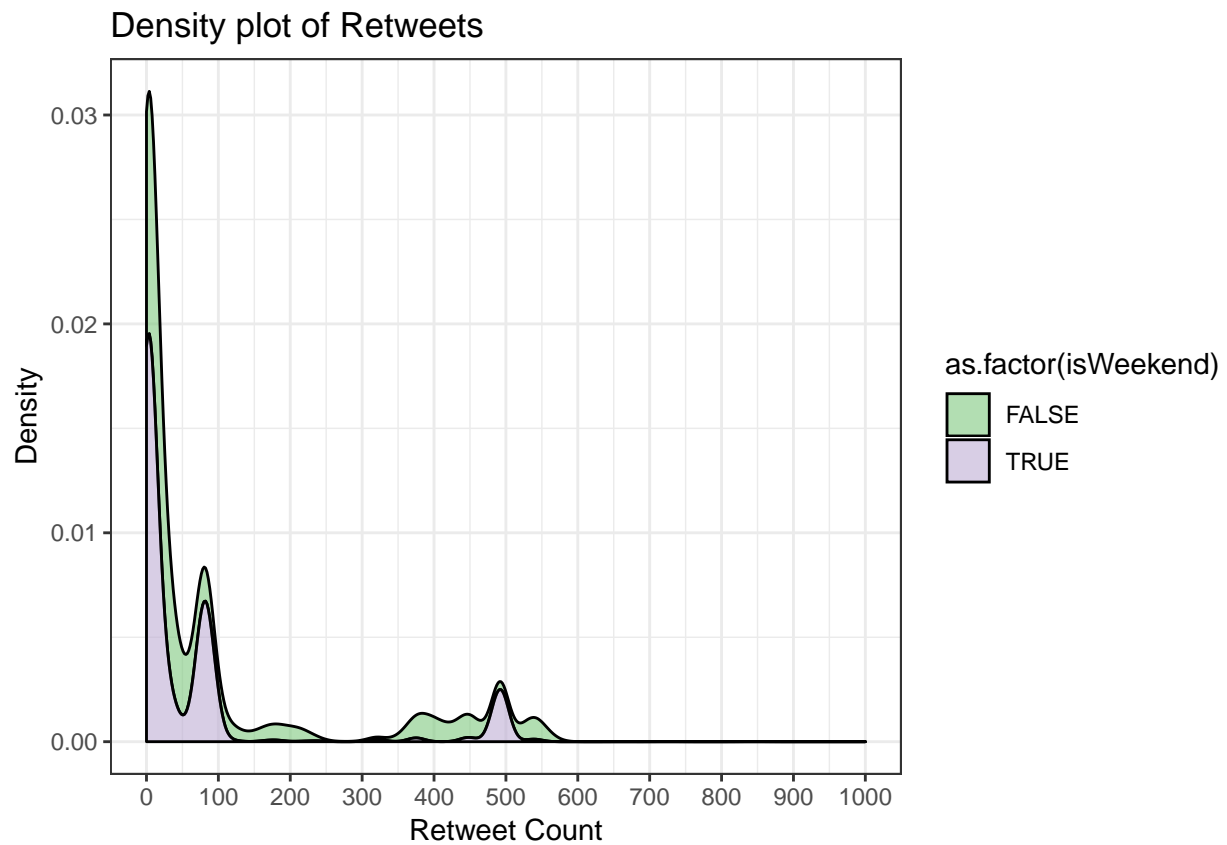 Density plot of Retweets
0.03
0.02
0.01
0.00
Density
0 100 200 300 400 500 600 700 800 900 1000
Retweet Count
as.factor(isWeekend)
FALSE
TRUE